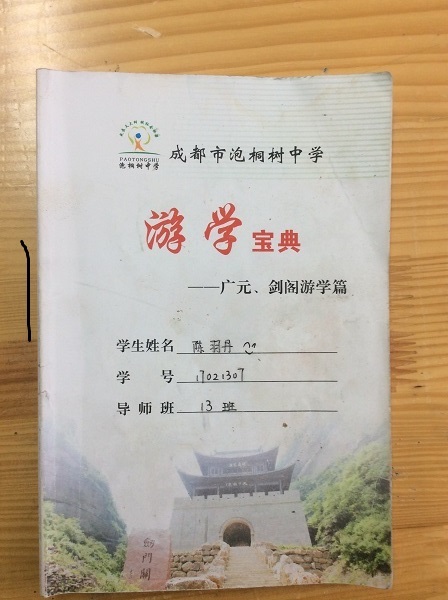 PAOTONGSHU
泡桐树中学
成都市泡桐树中学
游学宝典
——广元、剑阁游学篇
学生姓名 陈羽丹
学 号 17021307
导师班 13班
剑門關